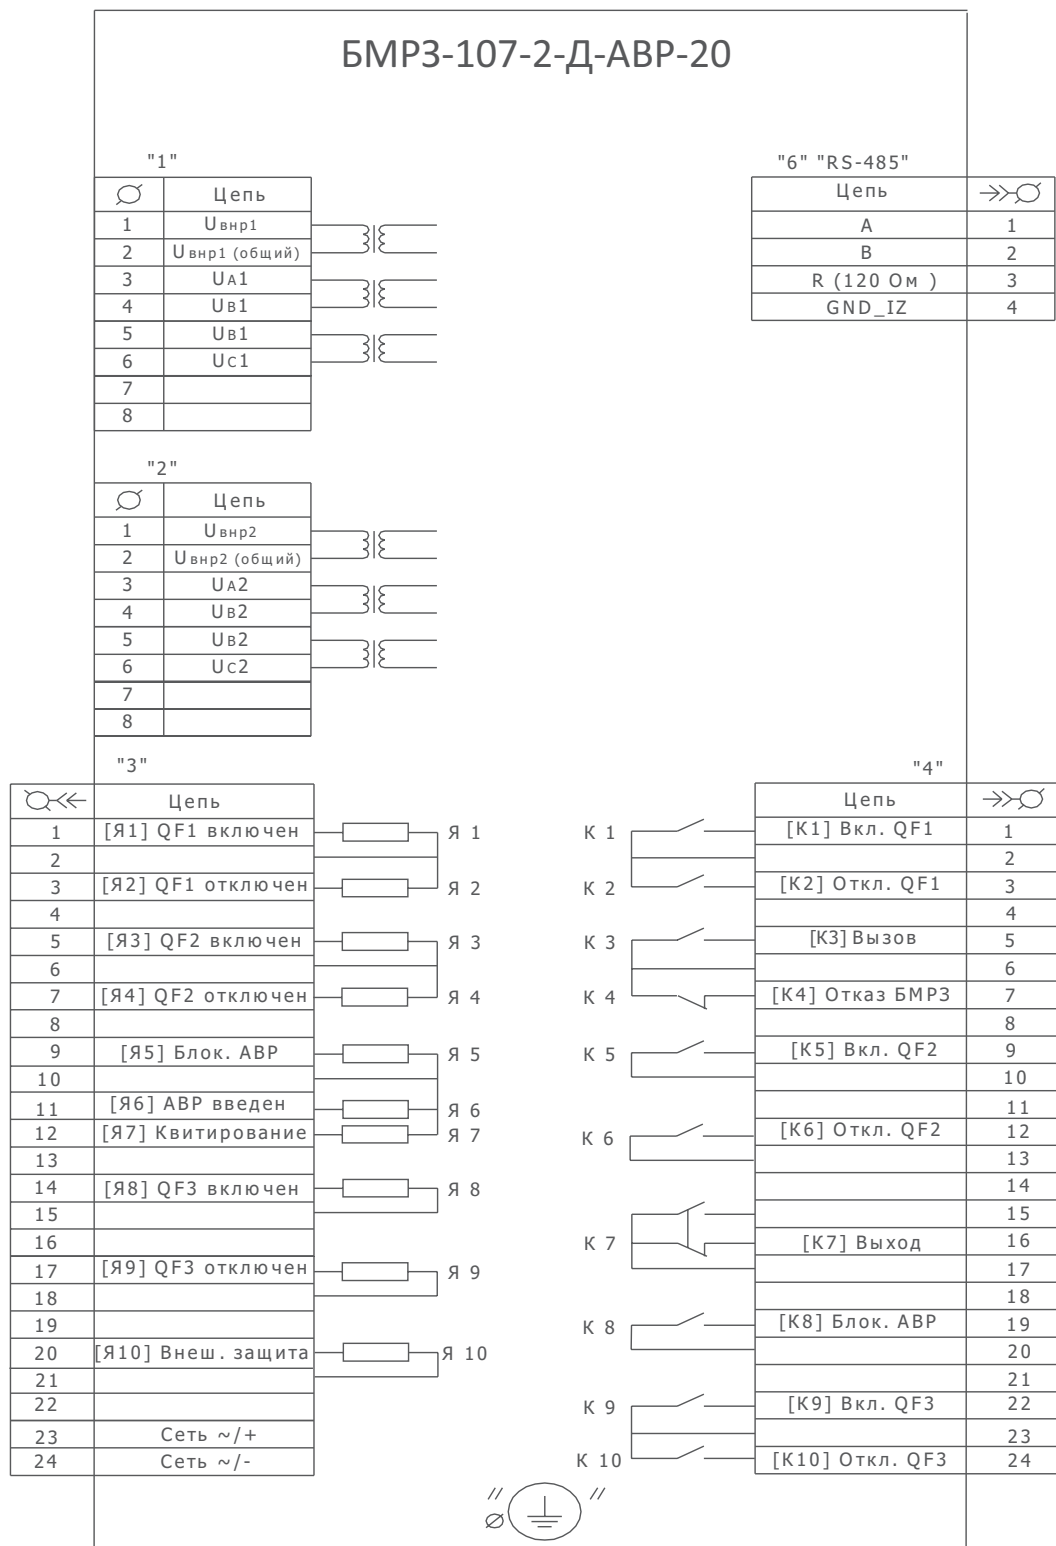 БМРЗ-107-2-Д-АВР-20
"1"
Цепь
1 Uвнр1
2 Uвнр1 (общий)
3 UА1
4 UВ1
5 UВ1
6 UС1
7
8
"6" "RS-485"
Цепь
А 1
В 2
R (120 Ом ) 3
GND_IZ 4
"2"
Цепь
1 Uвнр2
2 Uвнр2 (общий)
3 UА2
4 UВ2
5 UВ2
6 UС2
7
8
"3"
Цепь
1 [Я1] QF1 включен Я 1
2
3 [Я2] QF1 отключен Я 2
4
5 [Я3] QF2 включен Я 3
6
7 [Я4] QF2 отключен Я 4
8
9 [Я5] Блок. АВР Я 5
10
11 [Я6] АВР введен Я 6
12 [Я7] Квитирование Я 7
13
14 [Я8] QF3 включен Я 8
15
16
17 [Я9] QF3 отключен Я 9
18
19
20 [Я10] Внеш. защита Я 10
21
22
23 Сеть ~/+
24 Сеть ~/-
"4"
Цепь
К 1 [К1] Вкл. QF1 1
2
К 2 [К2] Откл. QF1 3
4
К 3 [К3] Вызов 5
6
К 4 [К4] Отказ БМРЗ 7
8
К 5 [К5] Вкл. QF2 9
10
11
К 6 [К6] Откл. QF2 12
13
14
15
К 7 [К7] Выход 16
17
18
К 8 [К8] Блок. АВР 19
20
21
К 9 [К9] Вкл. QF3 22
23
К 10 [К10] Откл. QF3 24